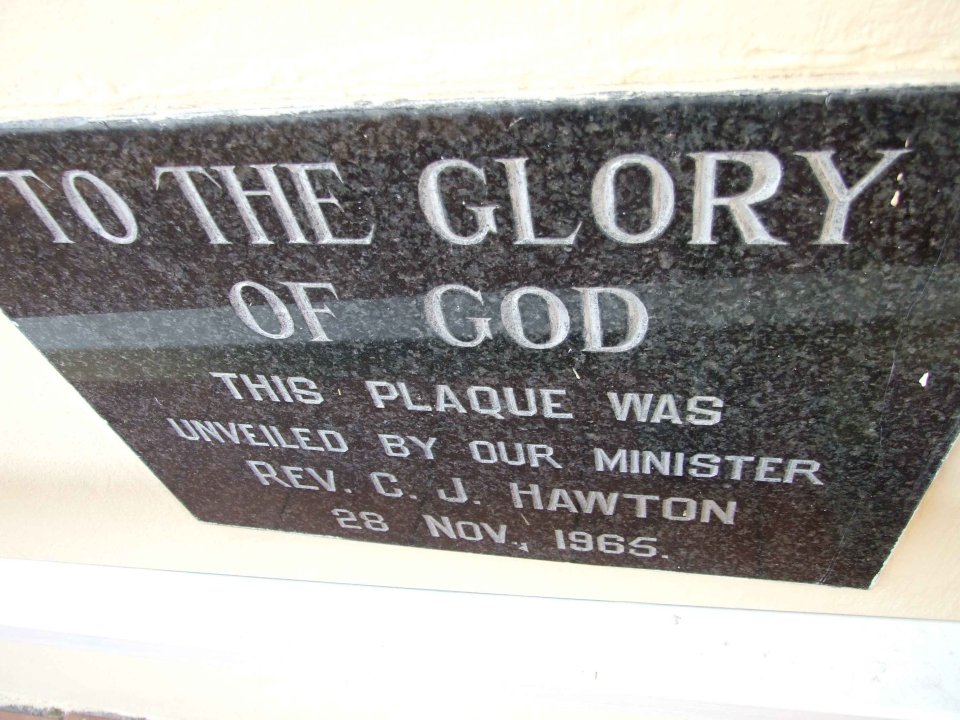 TO THE GLORY
OF GOD
THIS PLAQUE WAS
UNVEILED BY OUR MINISTER
REV. C. J. HAWTON
28 NOV., 1965.